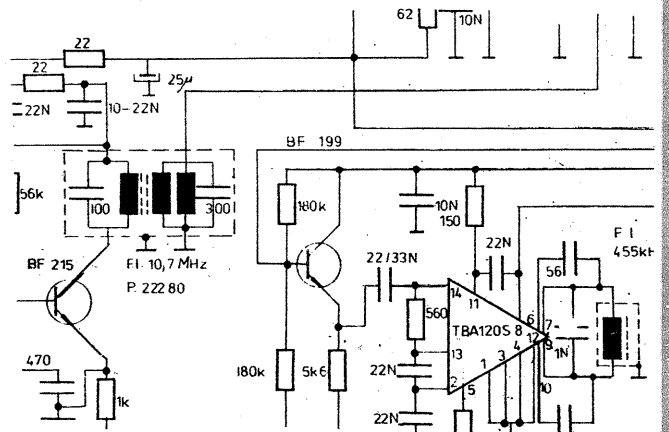 62
10N
22
22
25µ
22N
10-22N
BF 199
56k
100
300
180k
10N
150
F I
455kH
BF 215
F.I. 10,7 MHz
P. 22280
22/33N
22N
56
14
11
560
TBA120S
8
6
7
13
12
9
1N
4
3
1
2
5
10
470
1k
180k
5k6
22N
22N